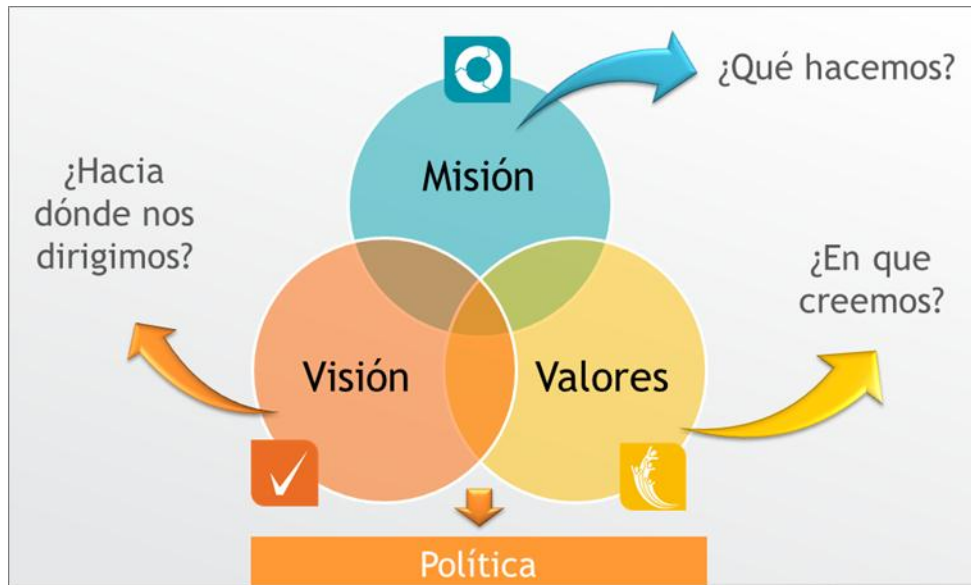 ¿Qué hacemos?
Misión
¿Hacia
dónde nos
dirigimos?
¿En que
creemos?
Visión
Valores
Política